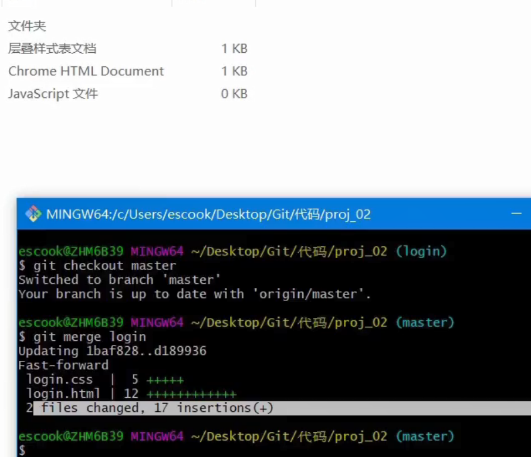 文件夹
层叠样式表文档 1 KB
Chrome HTML Document 1 KB
JavaScript 文件 0 KB
MINGW64:/c/Users/escook/Desktop/Git/代码/proj_02
escook@ZHM6B39 MINGW64 ~/Desktop/Git/代码/proj_02 (login)
$ git checkout master
Switched to branch 'master'
Your branch is up to date with 'origin/master'.
escook@ZHM6B39 MINGW64 ~/Desktop/Git/代码/proj_02 (master)
$ git merge login
Updating 1baf828..d189936
Fast-forward
login.css | 5 +++++
login.html | 12 ++++++++++++
2 files changed, 17 insertions(+)
escook@ZHM6B39 MINGW64 ~/Desktop/Git/代码/proj_02 (master)
$